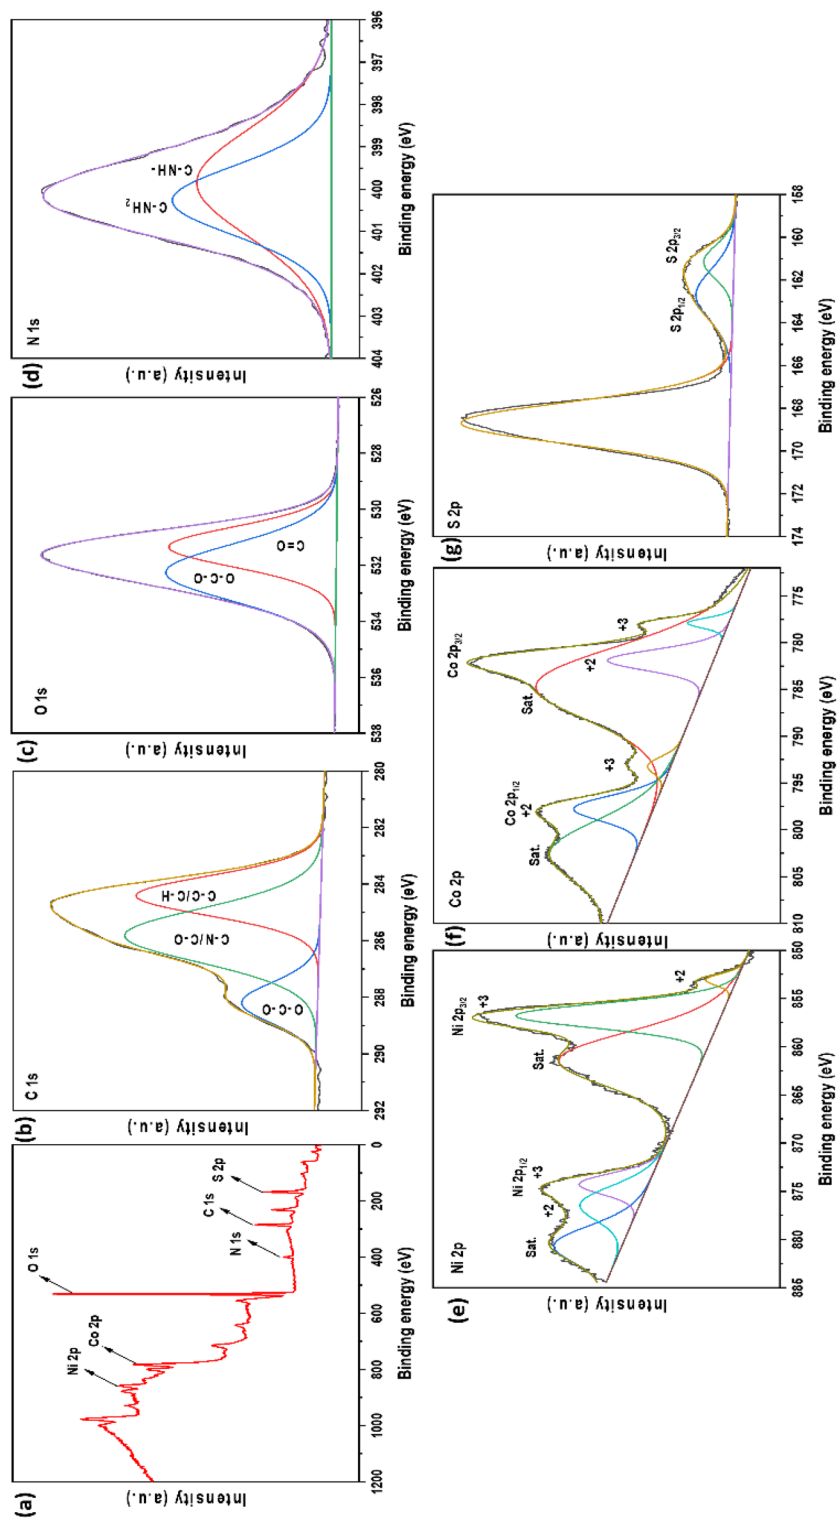 (a)
O 1s
Ni 2p
Co 2p
N 1s
C 1s
S 2p
1200
1000
800
600
400
200
0
Binding energy (eV)
Intensity (a.u.)
(b)
C 1s
O-C-O
C-N/C-O
C-C/C-H
292
290
288
286
284
282
280
Binding energy (eV)
Intensity (a.u.)
(c)
O 1s
O-C-O
C=O
538
536
534
532
530
528
526
Binding energy (eV)
Intensity (a.u.)
(d)
N 1s
C-NH2
C-NH-
404
403
402
401
400
399
398
397
396
Binding energy (eV)
Intensity (a.u.)
(e)
Ni 2p
Sat.
+2
Ni 2p1/2
+3
Sat.
Ni 2p3/2
+3
+2
886
880
875
870
865
860
855
850
Binding energy (eV)
Intensity (a.u.)
(f)
Co 2p
Sat.
Co 2p1/2
+2
+3
Sat.
Co 2p3/2
+2
+3
810
805
800
795
790
785
780
775
Binding energy (eV)
Intensity (a.u.)
(g)
S 2p
S 2p1/2
S 2p3/2
174
172
170
168
166
164
162
160
158
Binding energy (eV)
Intensity (a.u.)